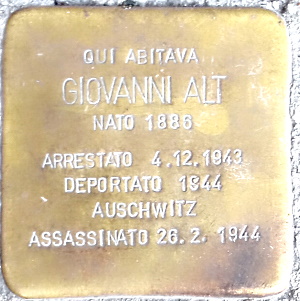 QUI ABITAVA
GIOVANNI ALT
NATO 1886
ARRESTATO 4.12.1943
DEPORTATO 1944
AUSCHWITZ
ASSASSINATO 26.2.1944